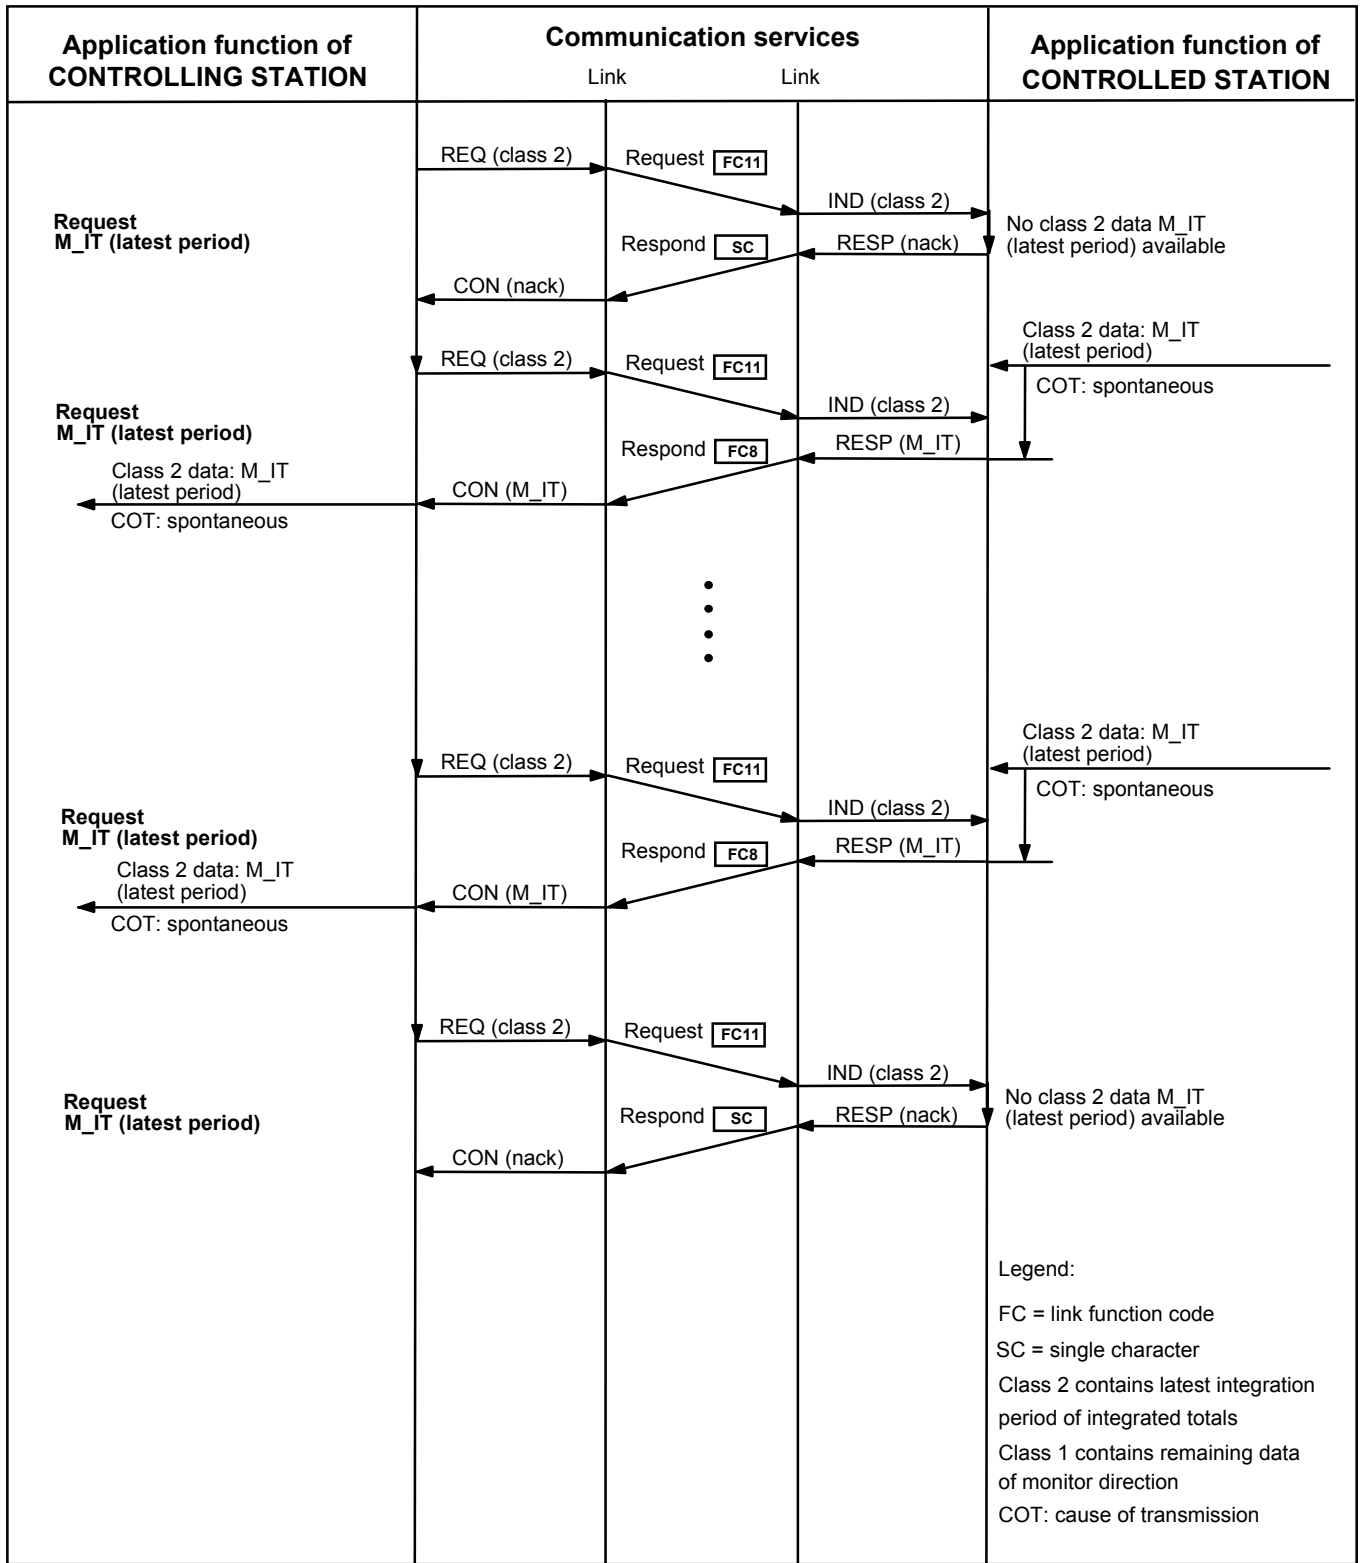 Application function of
CONTROLLING STATION
Communication services
Link Link
Application function of
CONTROLLED STATION
REQ (class 2)
Request FC11
IND (class 2)
Request
M_IT (latest period)
No class 2 data M_IT
(latest period) available
Respond SC
RESP (nack)
CON (nack)
Class 2 data: M_IT
(latest period)
COT: spontaneous
REQ (class 2)
Request FC11
IND (class 2)
Request
M_IT (latest period)
Respond FC8
RESP (M_IT)
Class 2 data: M_IT
(latest period)
COT: spontaneous
CON (M_IT)
Class 2 data: M_IT
(latest period)
COT: spontaneous
REQ (class 2)
Request FC11
IND (class 2)
Request
M_IT (latest period)
Respond FC8
RESP (M_IT)
Class 2 data: M_IT
(latest period)
COT: spontaneous
CON (M_IT)
REQ (class 2)
Request FC11
IND (class 2)
Request
M_IT (latest period)
No class 2 data M_IT
(latest period) available
Respond SC
RESP (nack)
CON (nack)
Legend:
FC = link function code
SC = single character
Class 2 contains latest integration
period of integrated totals
Class 1 contains remaining data
of monitor direction
COT: cause of transmission